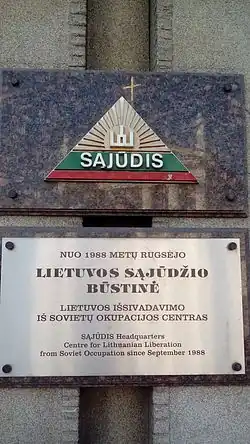 SĄJŪDIS
NUO 1988 METŲ RUGSĖJO
LIETUVOS SĄJŪDŽIO
BŪSTINĖ
LIETUVOS IŠSIVADAVIMO
IŠ SOVIETŲ OKUPACIJOS CENTRAS
SĄJŪDIS Headquarters
Centre for Lithuanian Liberation
from Soviet Occupation since September 1988